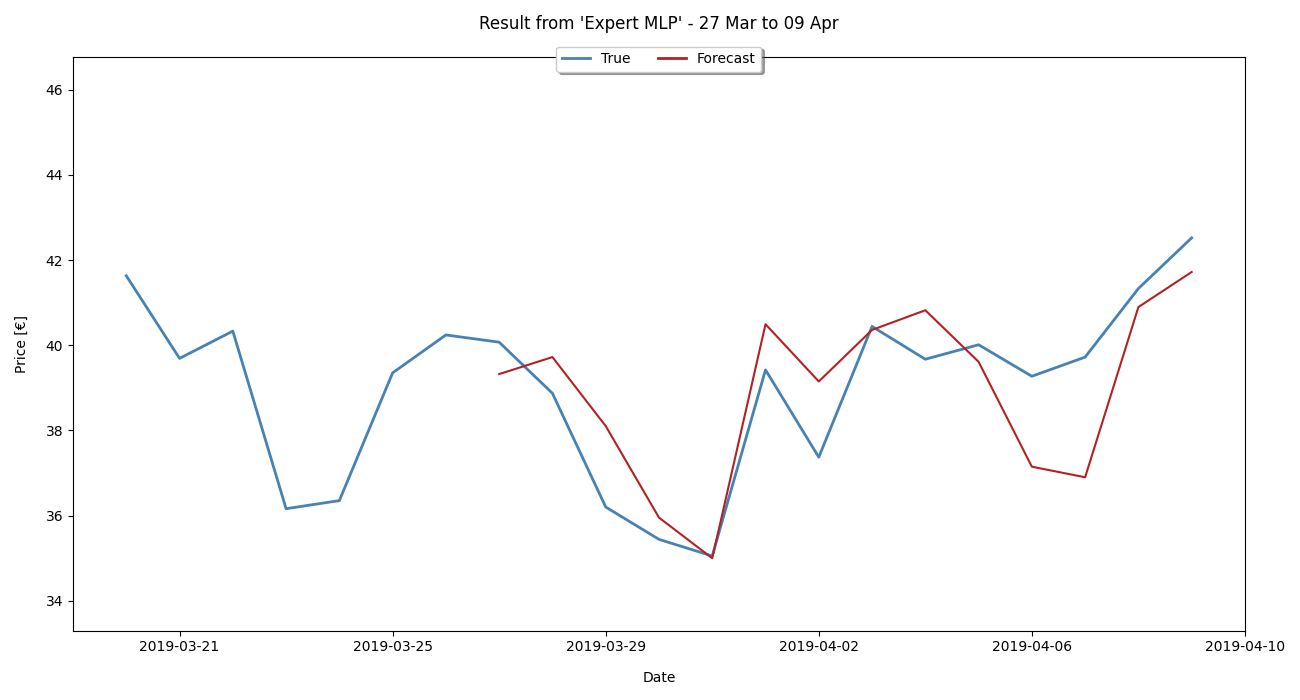 Result from 'Expert MLP' - 27 Mar to 09 Apr
True Forecast
46
44
42
40
38
36
34
Price [€]
2019-03-21 2019-03-25 2019-03-29 2019-04-02 2019-04-06 2019-04-10
Date